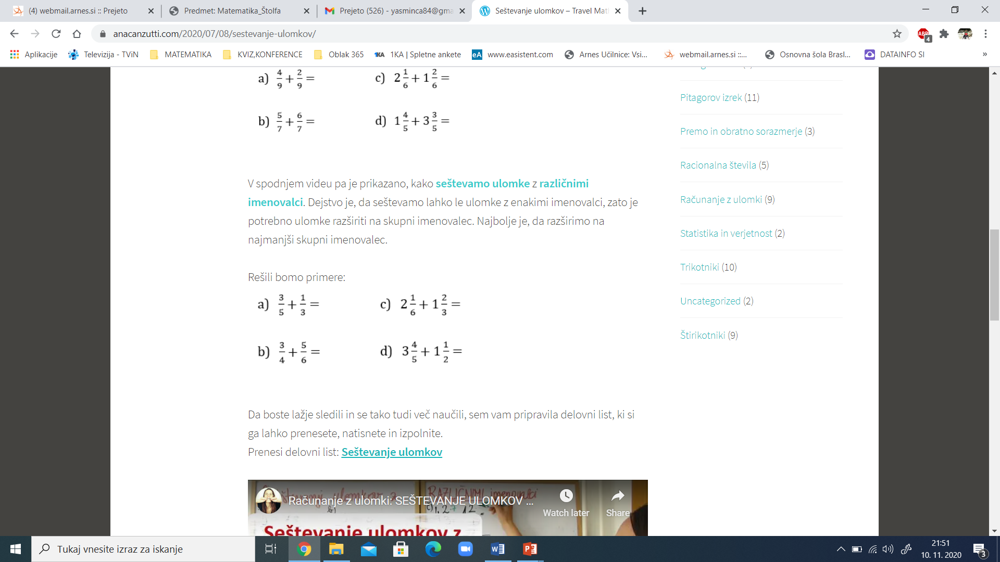 (4) webmail.arnes.si :: Prejeto
Predmet: Matematika_Štolfa
Prejeto (526) - yasminca84@gma
Seštevanje ulomkov – Travel Mat
anacanzutti.com/2020/07/08/sestevanje-ulomkov/
ABP 4
Aplikacije
Televizija - TViN
MATEMATIKA
KVIZ,KONFERENCE
Oblak 365
1KA 1KA | Spletne ankete
eA www.easistent.com
Arnes Učilnice: Vsi...
webmail.arnes.si ::...
Osnovna šola Brasl...
DATAINFO SI
»
a) 4/9 + 2/9 =
c) 2 1/6 + 1 2/6 =
b) 5/7 + 6/7 =
d) 1 4/5 + 3 3/5 =
V spodnjem videu pa je prikazano, kako seštevamo ulomke z različnimi
imenovalci. Dejstvo je, da seštevamo lahko le ulomke z enakimi imenovalci, zato je
potrebno ulomke razširiti na skupni imenovalec. Najbolje je, da razširimo na
najmanjši skupni imenovalec.
Rešili bomo primere:
a) 3/5 + 1/3 =
c) 2 1/6 + 1 2/3 =
b) 3/4 + 5/6 =
d) 3 4/5 + 1 1/2 =
Da boste lažje sledili in se tako tudi več naučili, sem vam pripravila delovni list, ki si
ga lahko prenesete, natisnete in izpolnite.
Prenesi delovni list: Seštevanje ulomkov
Računanje z ulomki: SEŠTEVANJE ULOMKOV ...
Watch later
Share
RAZLIČNIMI imenovalci
Seštevanje ulomkov z
Pitagorov izrek (11)
Premo in obratno sorazmerje (3)
Racionalna števila (5)
Računanje z ulomki (9)
Statistika in verjetnost (2)
Trikotniki (10)
Uncategorized (2)
Štirikotniki (9)
Tukaj vnesite izraz za iskanje
21:51
10. 11. 2020
3